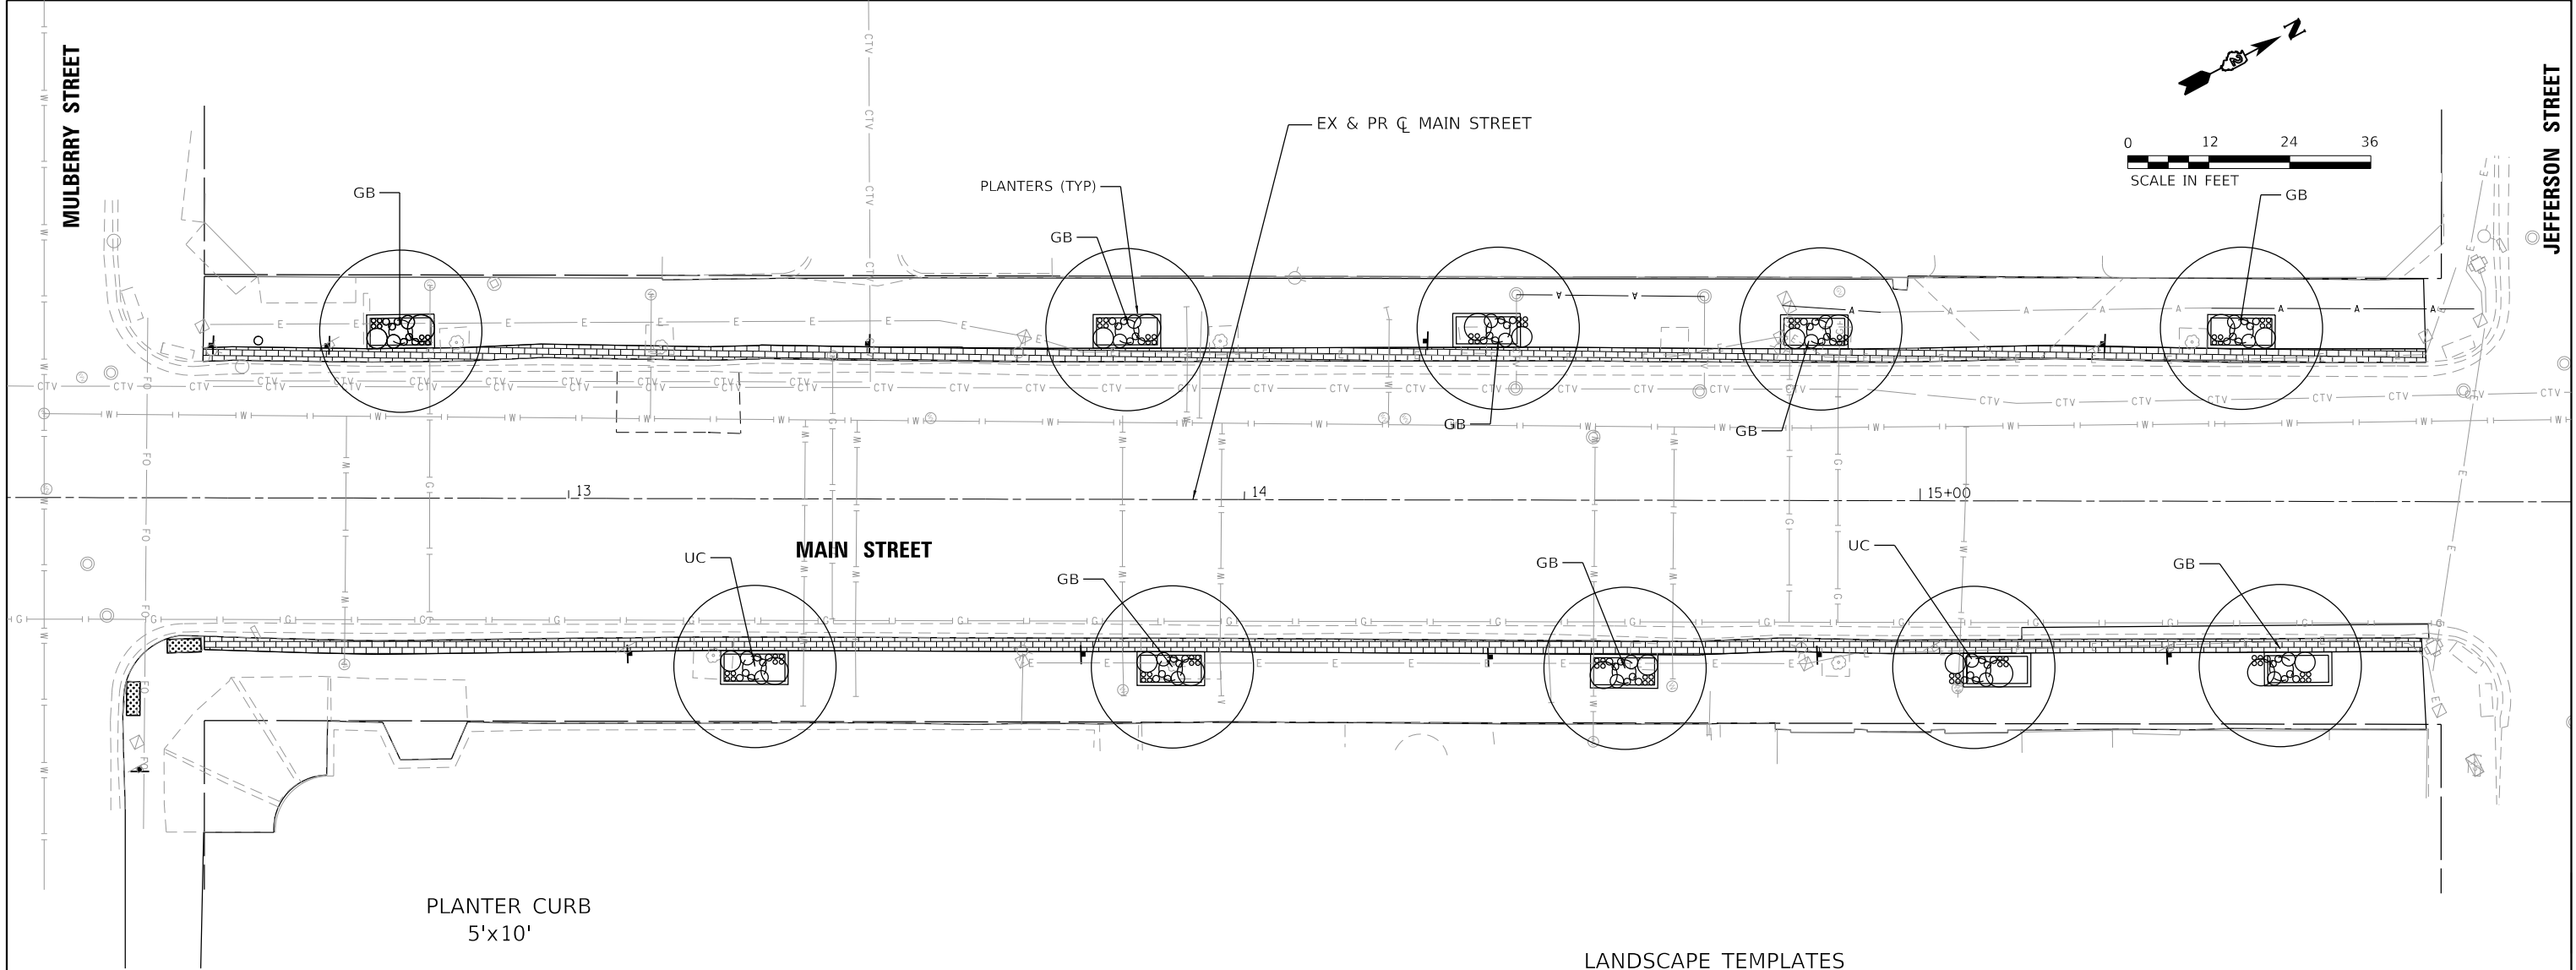 MULBERRY STREET
JEFFERSON STREET
N
EX & PR ℄ MAIN STREET
0 12 24 36
SCALE IN FEET
GB
PLANTERS (TYP)
GB
GB
GB
GB
13
14
15+00
MAIN STREET
UC
GB
GB
UC
GB
PLANTER CURB
5'x10'
LANDSCAPE TEMPLATES